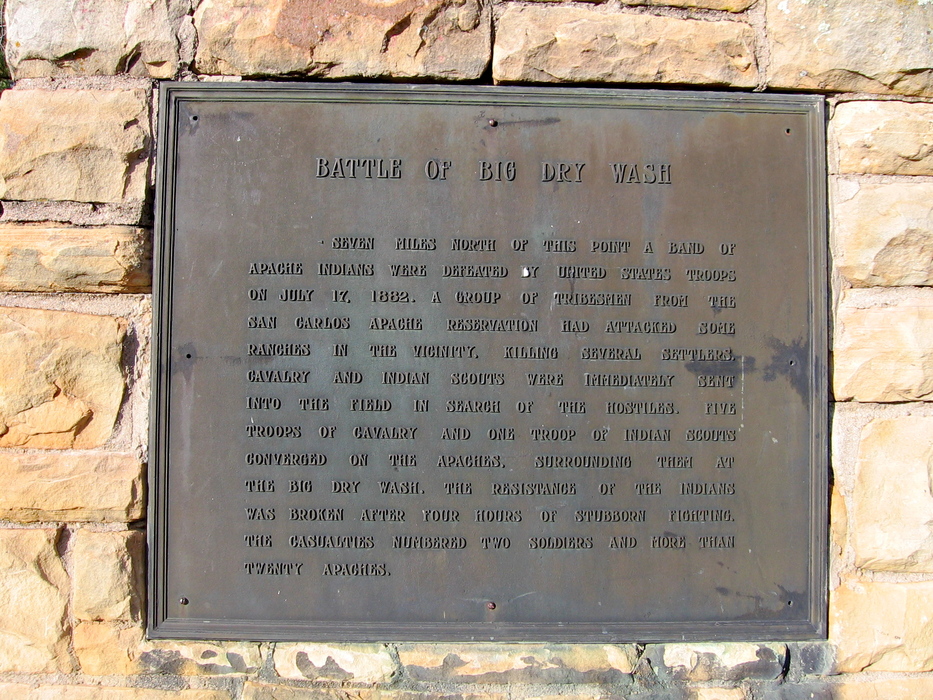 BATTLE OF BIG DRY WASH
SEVEN MILES NORTH OF THIS POINT A BAND OF
APACHE INDIANS WERE DEFEATED BY UNITED STATES TROOPS
ON JULY 17, 1882. A GROUP OF TRIBESMEN FROM THE
SAN CARLOS APACHE RESERVATION HAD ATTACKED SOME
RANCHES IN THE VICINITY, KILLING SEVERAL SETTLERS.
CAVALRY AND INDIAN SCOUTS WERE IMMEDIATELY SENT
INTO THE FIELD IN SEARCH OF THE HOSTILES. FIVE
TROOPS OF CAVALRY AND ONE TROOP OF INDIAN SCOUTS
CONVERGED ON THE APACHES, SURROUNDING THEM AT
THE BIG DRY WASH. THE RESISTANCE OF THE INDIANS
WAS BROKEN AFTER FOUR HOURS OF STUBBORN FIGHTING.
THE CASUALTIES NUMBERED TWO SOLDIERS AND MORE THAN
TWENTY APACHES.